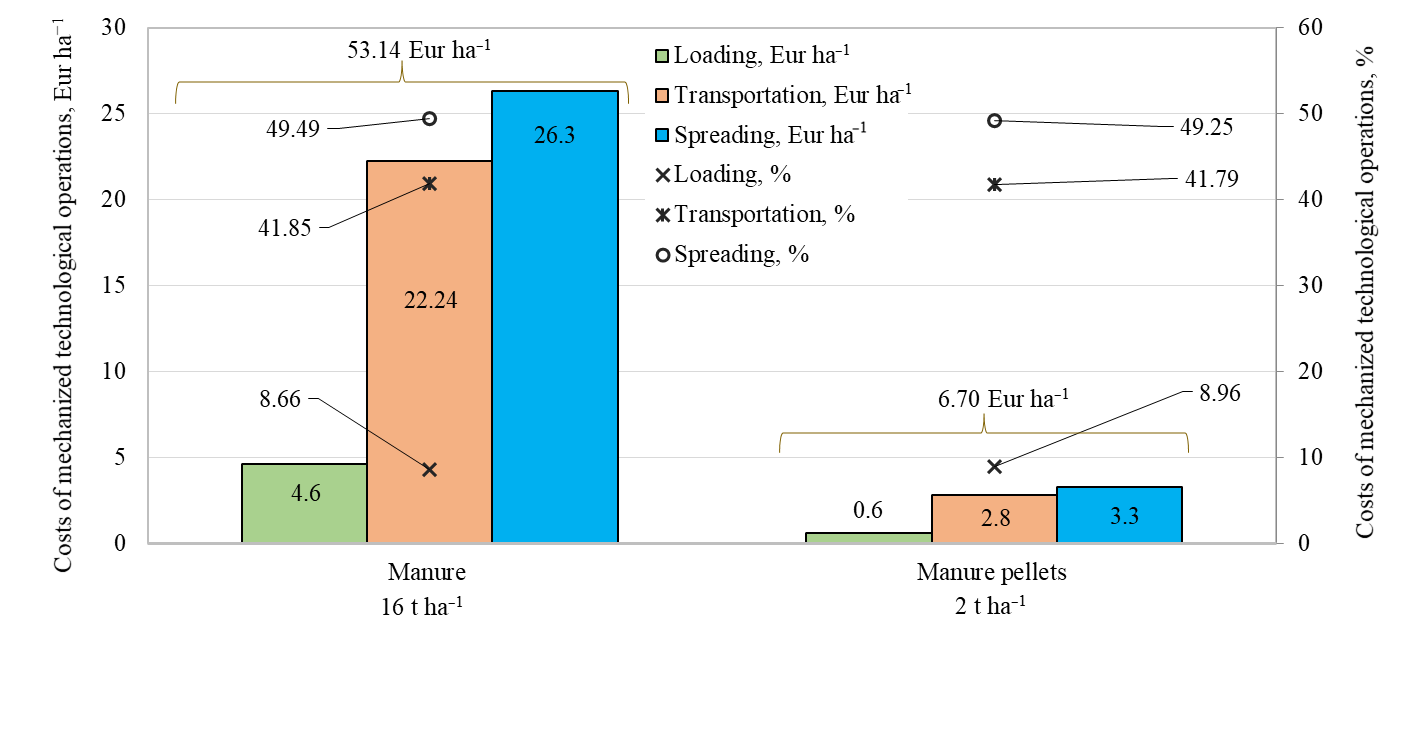 Costs of mechanized technological operations, Eur ha⁻¹
30
25
20
15
10
5
0
53.14 Eur ha⁻¹
49.49
41.85
8.66
4.6
22.24
26.3
Loading, Eur ha⁻¹
Transportation, Eur ha⁻¹
Spreading, Eur ha⁻¹
Loading, %
Transportation, %
Spreading, %
49.25
41.79
8.96
6.70 Eur ha⁻¹
0.6
2.8
3.3
60
50
40
30
20
10
0
Costs of mechanized technological operations, %
Manure
16 t ha⁻¹
Manure pellets
2 t ha⁻¹